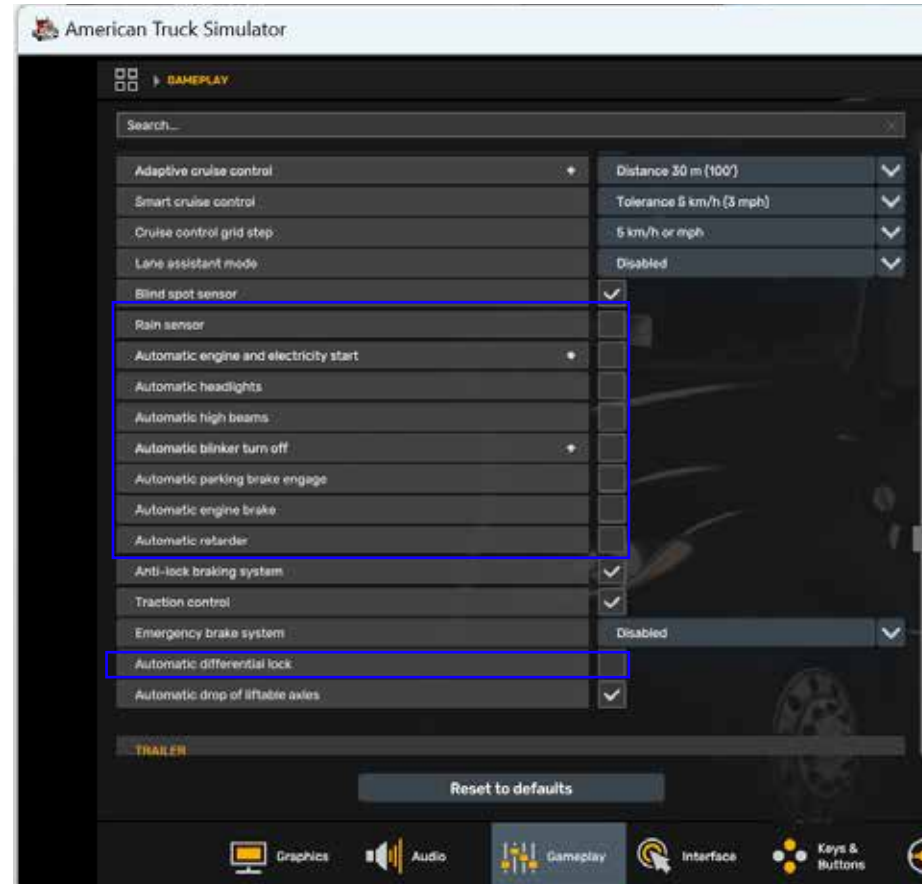 American Truck Simulator
GAMEPLAY
Search...
Adaptive cruise control Distance 30 m (100')
Smart cruise control Tolerance 5 km/h (3 mph)
Cruise control grid step 5 km/h or mph
Lane assistant mode Disabled
Blind spot sensor
Rain sensor
Automatic engine and electricity start
Automatic headlights
Automatic high beams
Automatic blinker turn off
Automatic parking brake engage
Automatic engine brake
Automatic retarder
Anti-lock braking system
Traction control
Emergency brake system Disabled
Automatic differential lock
Automatic drop of liftable axles
TRAILER
Reset to defaults
Graphics Audio Gameplay Interface Keys &
Buttons